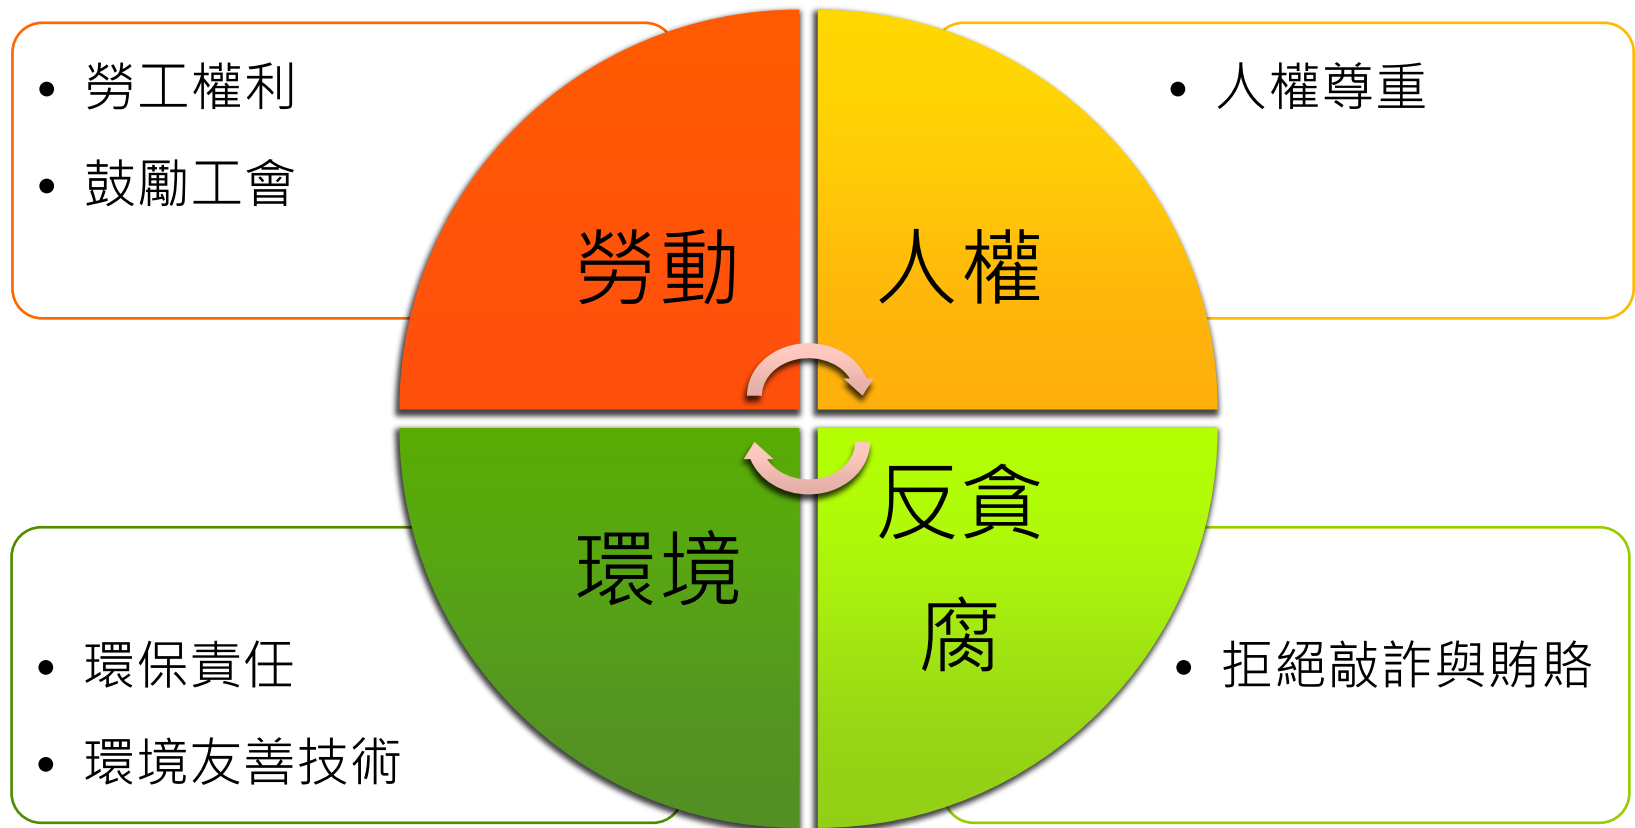 • 勞工權利
• 鼓勵工會
• 人權尊重
勞動
人權
環境
反貪
腐
• 環保責任
• 環境友善技術
• 拒絕敲詐與賄賂